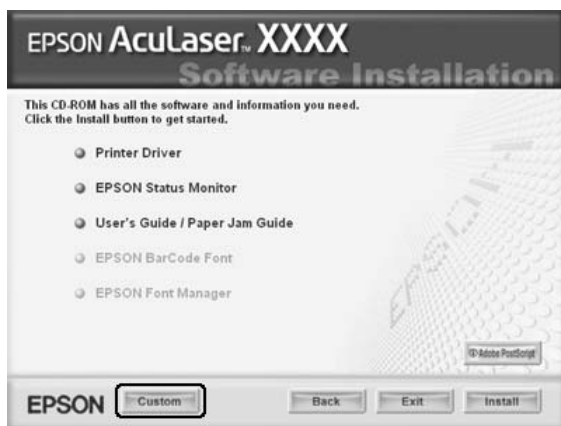 EPSON AcuLaser™ XXXX
Software Installation
This CD-ROM has all the software and information you need.
Click the Install button to get started.
Printer Driver
EPSON Status Monitor
User's Guide / Paper Jam Guide
EPSON BarCode Font
EPSON Font Manager
EPSON
Adobe PostScript
EPSON Custom Back Exit Install